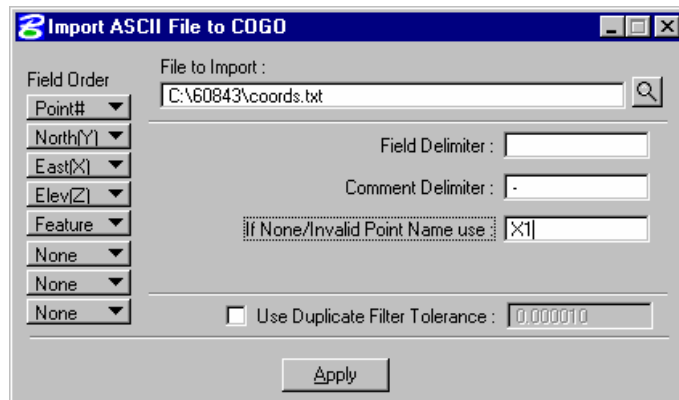 Import ASCII File to COGO
Field Order
Point#
North(Y)
East(X)
Elev(Z)
Feature
None
None
None
File to Import :
C:\60843\coords.txt
Field Delimiter :
Comment Delimiter : -
If None/Invalid Point Name use : X1
Use Duplicate Filter Tolerance : 0.000010
Apply